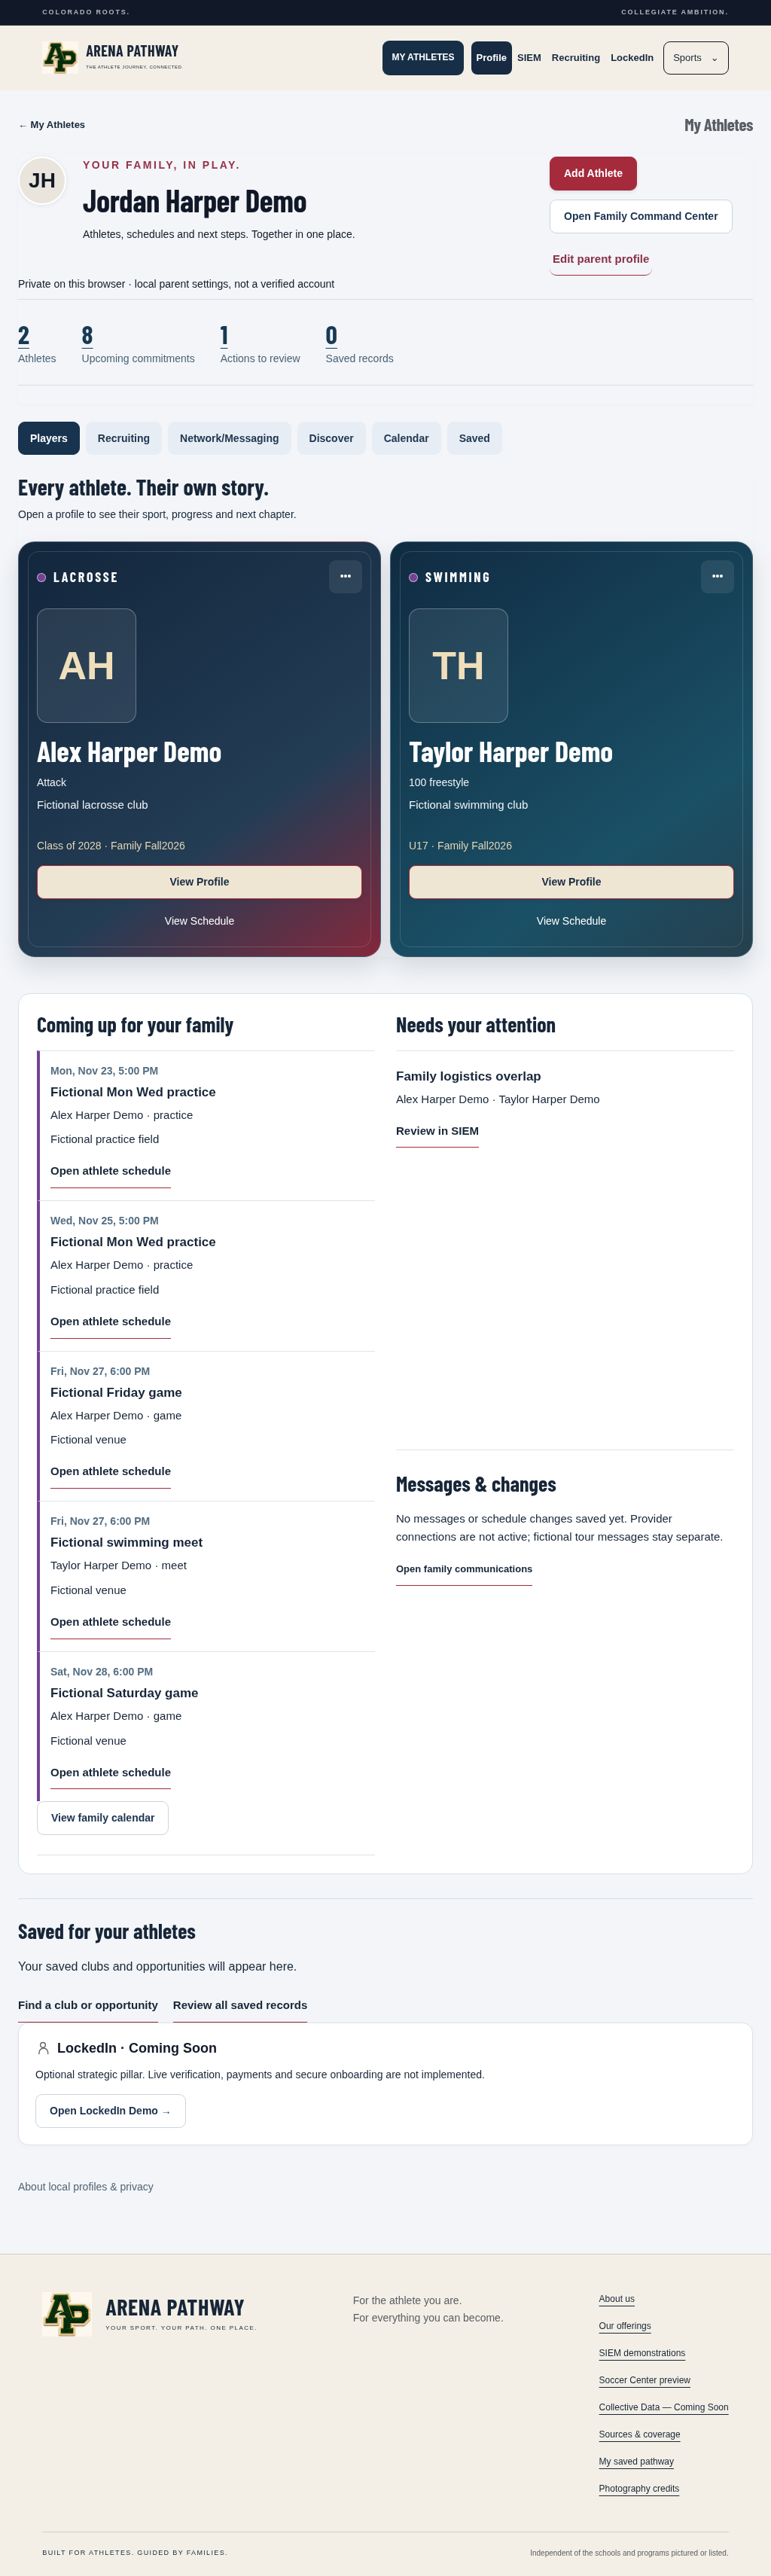 COLORADO ROOTS.
COLLEGIATE AMBITION.
AP
ARENA PATHWAY
THE ATHLETE JOURNEY, CONNECTED.
MY ATHLETES
Profile
SIEM
Recruiting
LockedIn
Sports
← My Athletes
My Athletes
JH
YOUR FAMILY, IN PLAY.
Jordan Harper Demo
Athletes, schedules and next steps. Together in one place.
Add Athlete
Open Family Command Center
Edit parent profile
Private on this browser · local parent settings, not a verified account
2
Athletes
8
Upcoming commitments
1
Actions to review
0
Saved records
Players
Recruiting
Network/Messaging
Discover
Calendar
Saved
Every athlete. Their own story.
Open a profile to see their sport, progress and next chapter.
LACROSSE
•••
AH
Alex Harper Demo
Attack
Fictional lacrosse club
Class of 2028 · Family Fall2026
View Profile
View Schedule
SWIMMING
•••
TH
Taylor Harper Demo
100 freestyle
Fictional swimming club
U17 · Family Fall2026
View Profile
View Schedule
Coming up for your family
Mon, Nov 23, 5:00 PM
Fictional Mon Wed practice
Alex Harper Demo · practice
Fictional practice field
Open athlete schedule
Wed, Nov 25, 5:00 PM
Fictional Mon Wed practice
Alex Harper Demo · practice
Fictional practice field
Open athlete schedule
Fri, Nov 27, 6:00 PM
Fictional Friday game
Alex Harper Demo · game
Fictional venue
Open athlete schedule
Fri, Nov 27, 6:00 PM
Fictional swimming meet
Taylor Harper Demo · meet
Fictional venue
Open athlete schedule
Sat, Nov 28, 6:00 PM
Fictional Saturday game
Alex Harper Demo · game
Fictional venue
Open athlete schedule
View family calendar
Needs your attention
Family logistics overlap
Alex Harper Demo · Taylor Harper Demo
Review in SIEM
Messages & changes
No messages or schedule changes saved yet. Provider
connections are not active; fictional tour messages stay separate.
Open family communications
Saved for your athletes
Your saved clubs and opportunities will appear here.
Find a club or opportunity
Review all saved records
LockedIn · Coming Soon
Optional strategic pillar. Live verification, payments and secure onboarding are not implemented.
Open LockedIn Demo →
About local profiles & privacy
AP
ARENA PATHWAY
YOUR SPORT. YOUR PATH. ONE PLACE.
For the athlete you are.
For everything you can become.
About us
Our offerings
SIEM demonstrations
Soccer Center preview
Collective Data — Coming Soon
Sources & coverage
My saved pathway
Photography credits
BUILT FOR ATHLETES. GUIDED BY FAMILIES.
Independent of the schools and programs pictured or listed.